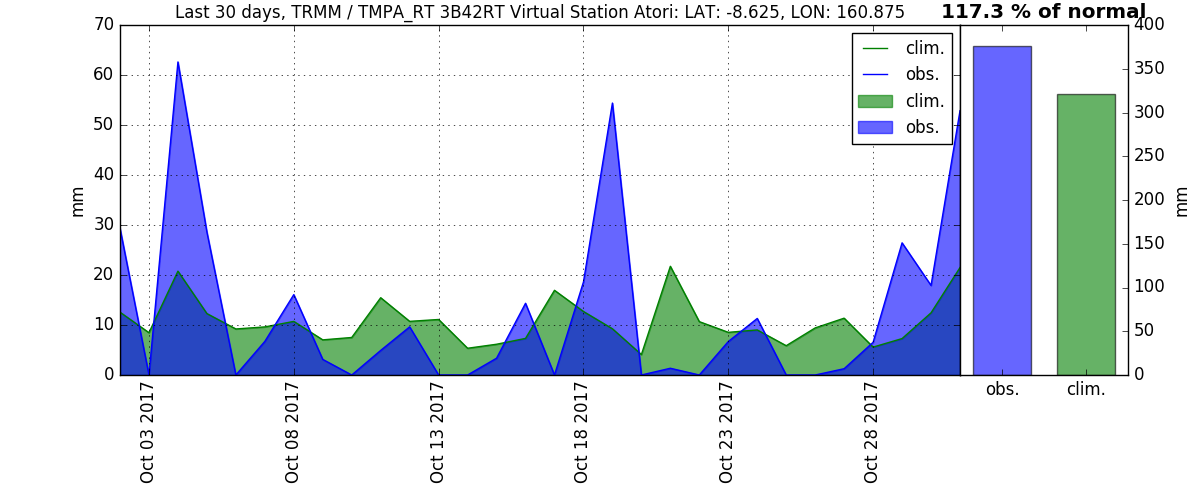 Last 30 days, TRMM / TMPA_RT 3B42RT Virtual Station Atori: LAT: -8.625, LON: 160.875
117.3 % of normal
70
60
50
40
30
20
10
0
mm
clim.
obs.
clim.
obs.
400
350
300
250
200
150
100
50
0
mm
obs.
clim.
Oct 03 2017
Oct 08 2017
Oct 13 2017
Oct 18 2017
Oct 23 2017
Oct 28 2017